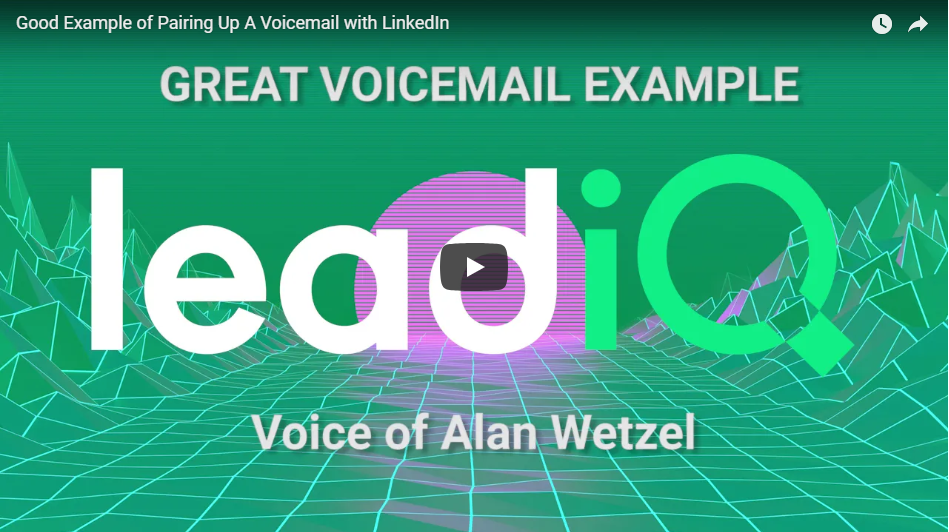 Good Example of Pairing Up A Voicemail with LinkedIn
GREAT VOICEMAIL EXAMPLE
leadiQ
Voice of Alan Wetzel